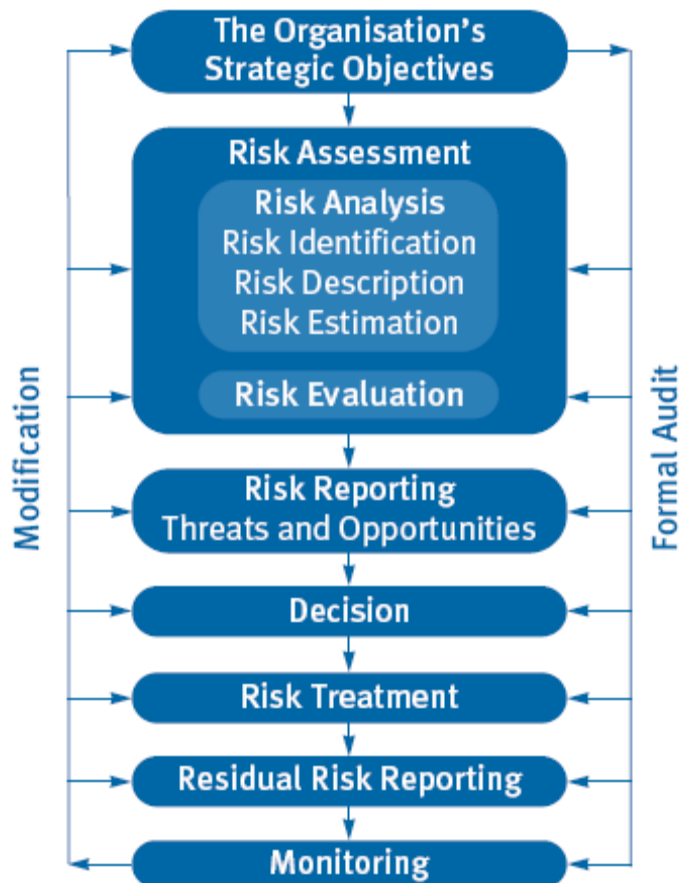 The Organisation's
Strategic Objectives
Risk Assessment
Risk Analysis
Risk Identification
Risk Description
Risk Estimation
Risk Evaluation
Risk Reporting
Threats and Opportunities
Decision
Risk Treatment
Residual Risk Reporting
Monitoring
Modification
Formal Audit